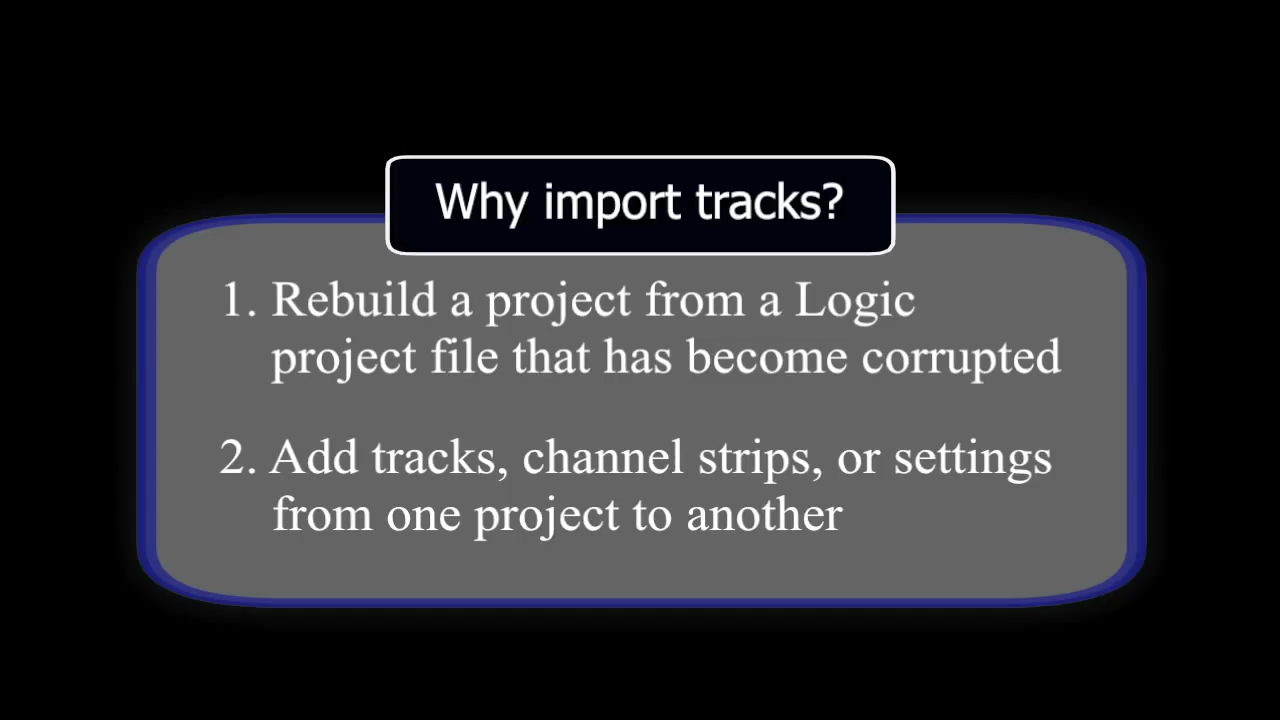 Why import tracks?
1. Rebuild a project from a Logic
project file that has become corrupted
2. Add tracks, channel strips, or settings
from one project to another